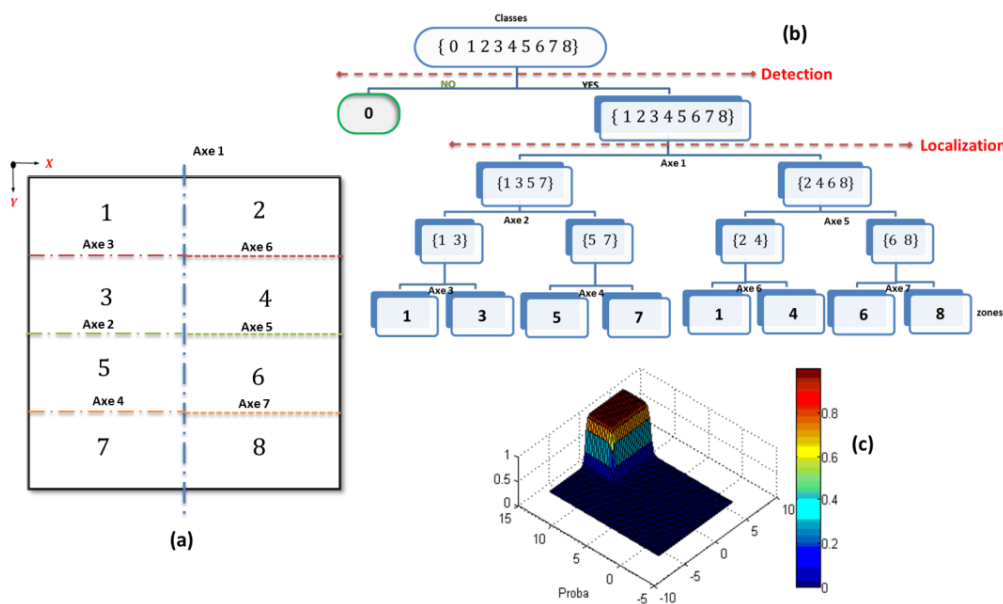 Axe 1
X
Y
1
2
Axe 3
Axe 6
3
4
Axe 2
Axe 5
5
6
Axe 4
Axe 7
7
8
(a)
Classes
{ 0 1 2 3 4 5 6 7 8}
(b)
Detection
NO
YES
0
{ 1 2 3 4 5 6 7 8}
Localization
Axe 1
{1 3 5 7}
{2 4 6 8}
Axe 2
Axe 5
{1 3}
{5 7}
{2 4}
{6 8}
Axe 3
Axe 4
Axe 6
Axe 7
1
3
5
7
1
4
6
8
zones
1
0.5
0
15
10
5
0
-5
Proba
-10
-5
0
5
10
0.8
0.6
0.4
0.2
0
(c)